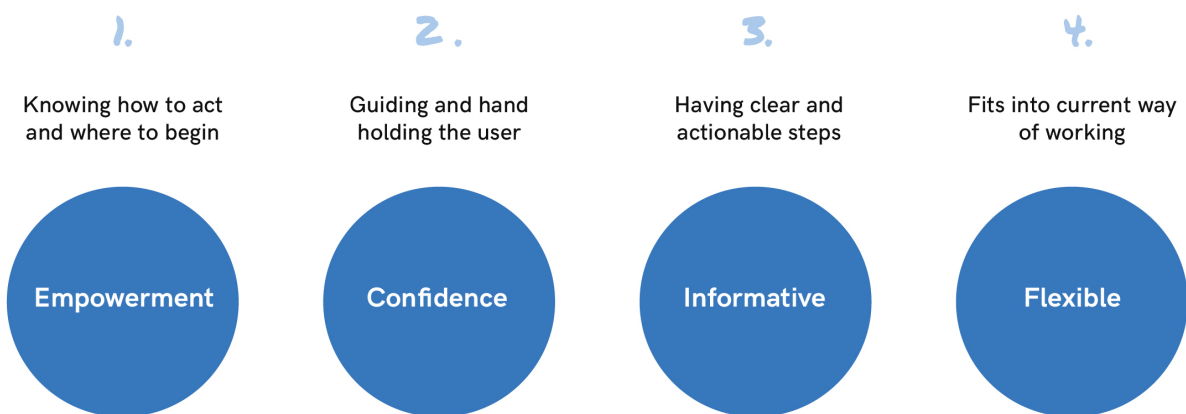 1.
2.
3.
4.
Knowing how to act
and where to begin
Guiding and hand
holding the user
Having clear and
actionable steps
Fits into current way
of working
Empowerment
Confidence
Informative
Flexible